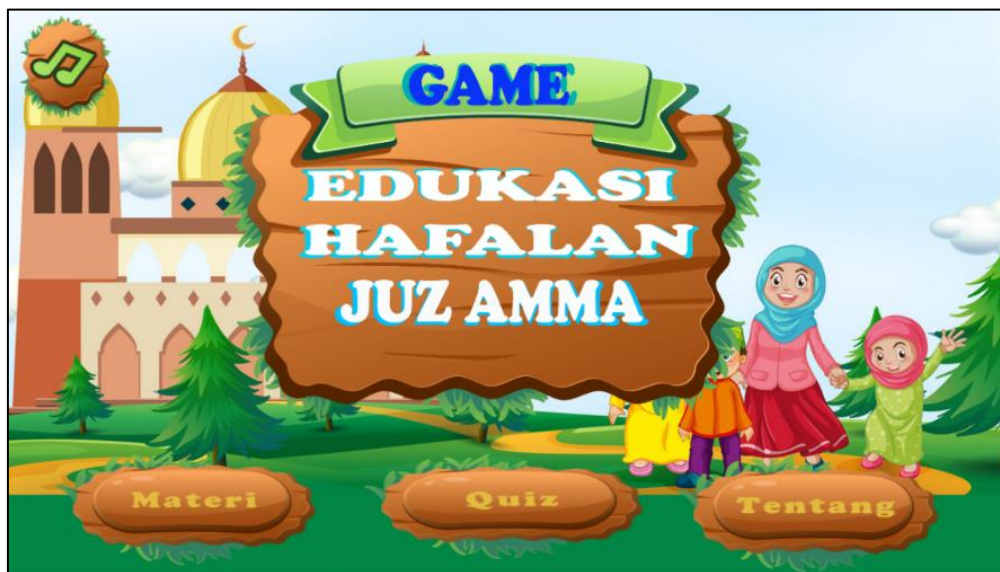 GAME
EDUKASI
HAFALAN
JUZ AMMA
Materi
Quiz
Tentang